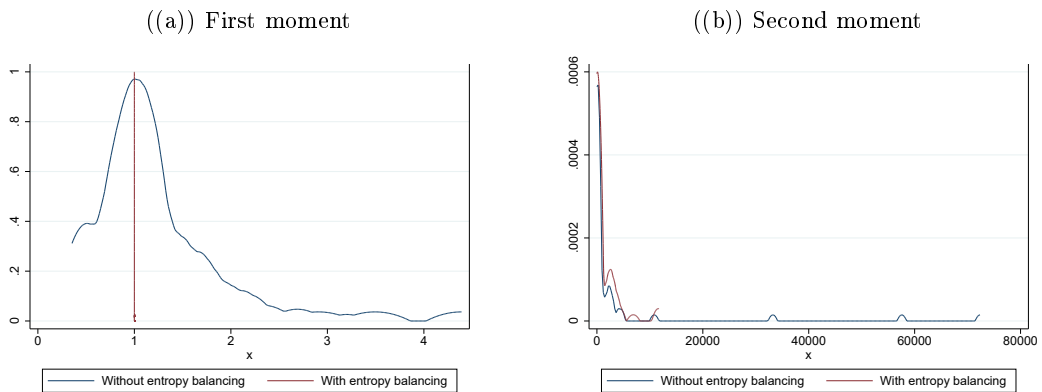 ((a)) First moment
1
.8
.6
.4
.2
0
0 1 2 3 4
x
Without entropy balancing With entropy balancing
((b)) Second moment
.0006
.0004
.0002
0
0 20000 40000 60000 80000
x
Without entropy balancing With entropy balancing